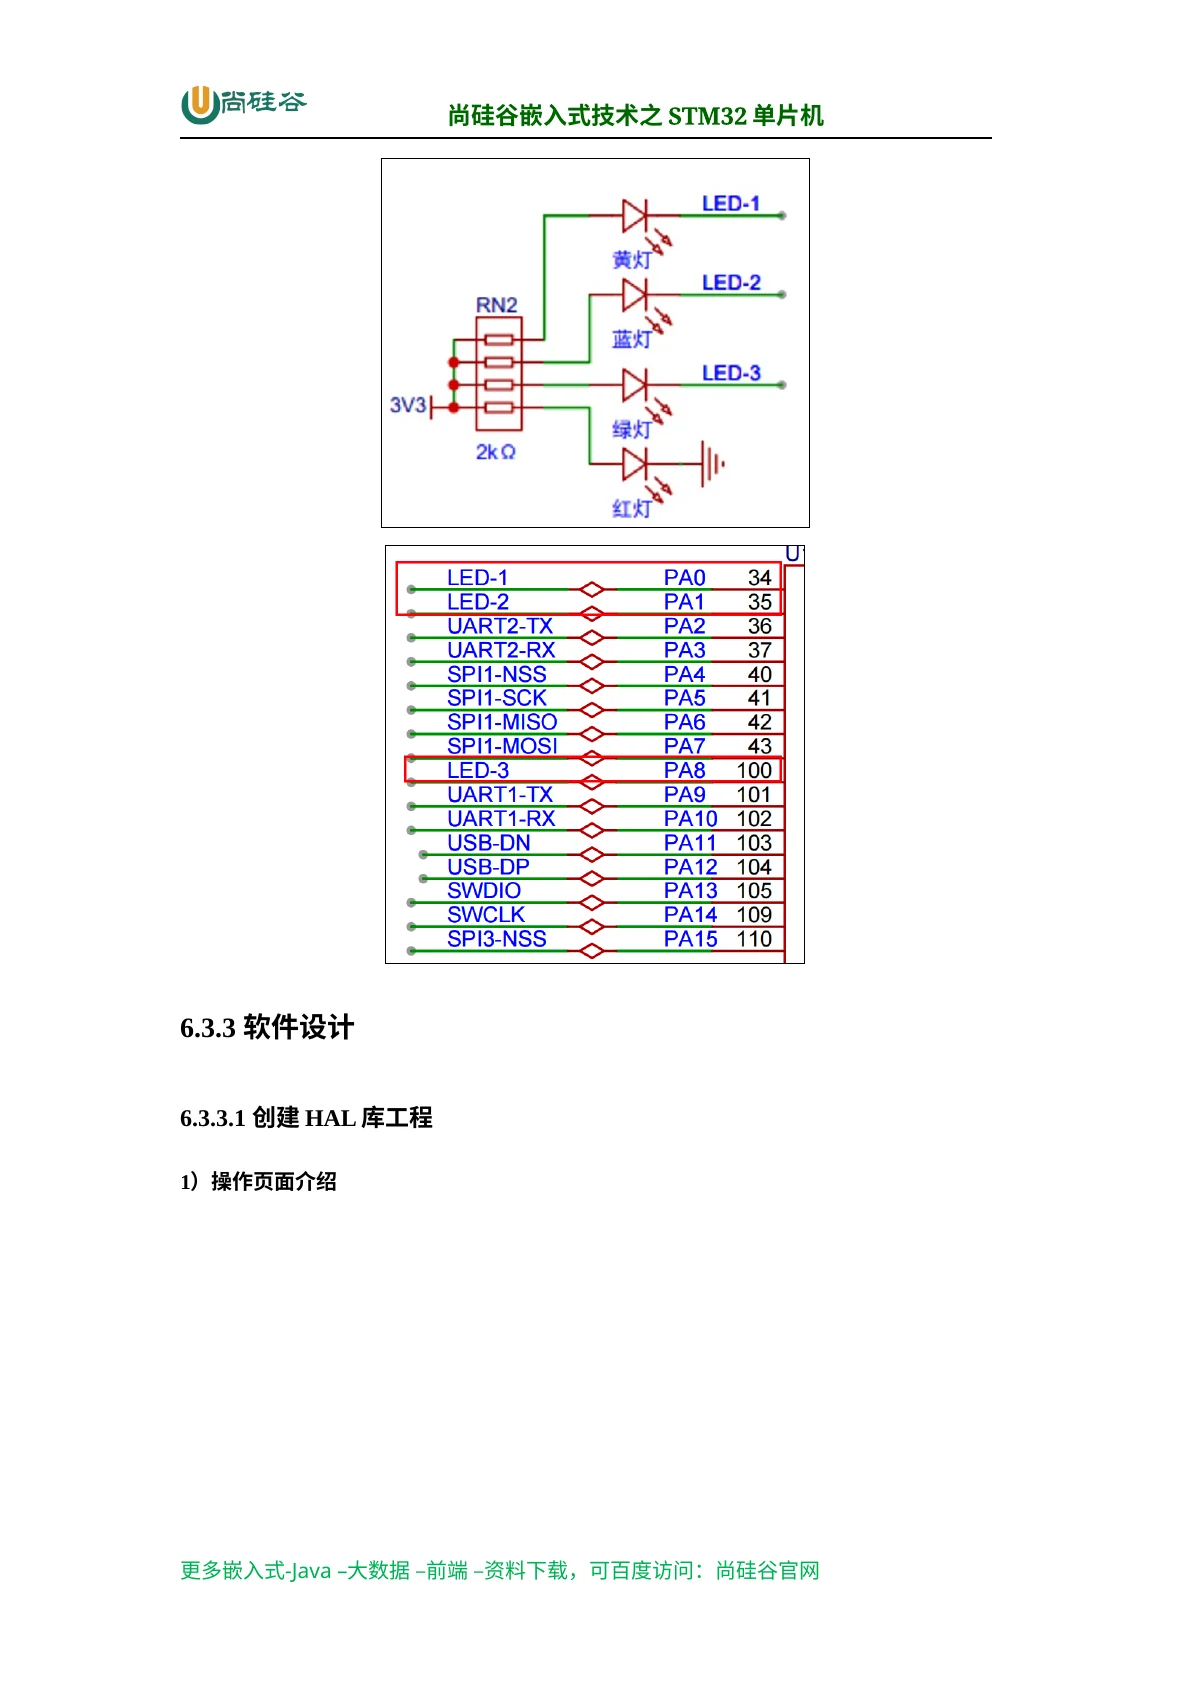 尚硅谷
尚硅谷嵌入式技术之 STM32 单片机
LED-1
黄灯
LED-2
RN2
蓝灯
LED-3
3V3
绿灯
2kΩ
红灯
LED-1 PA0 34
LED-2 PA1 35
UART2-TX PA2 36
UART2-RX PA3 37
SPI1-NSS PA4 40
SPI1-SCK PA5 41
SPI1-MISO PA6 42
SPI1-MOSI PA7 43
LED-3 PA8 100
UART1-TX PA9 101
UART1-RX PA10 102
USB-DN PA11 103
USB-DP PA12 104
SWDIO PA13 105
SWCLK PA14 109
SPI3-NSS PA15 110
6.3.3 软件设计
6.3.3.1 创建 HAL 库工程
1）操作页面介绍
更多嵌入式-Java –大数据 –前端 –资料下载，可百度访问：尚硅谷官网